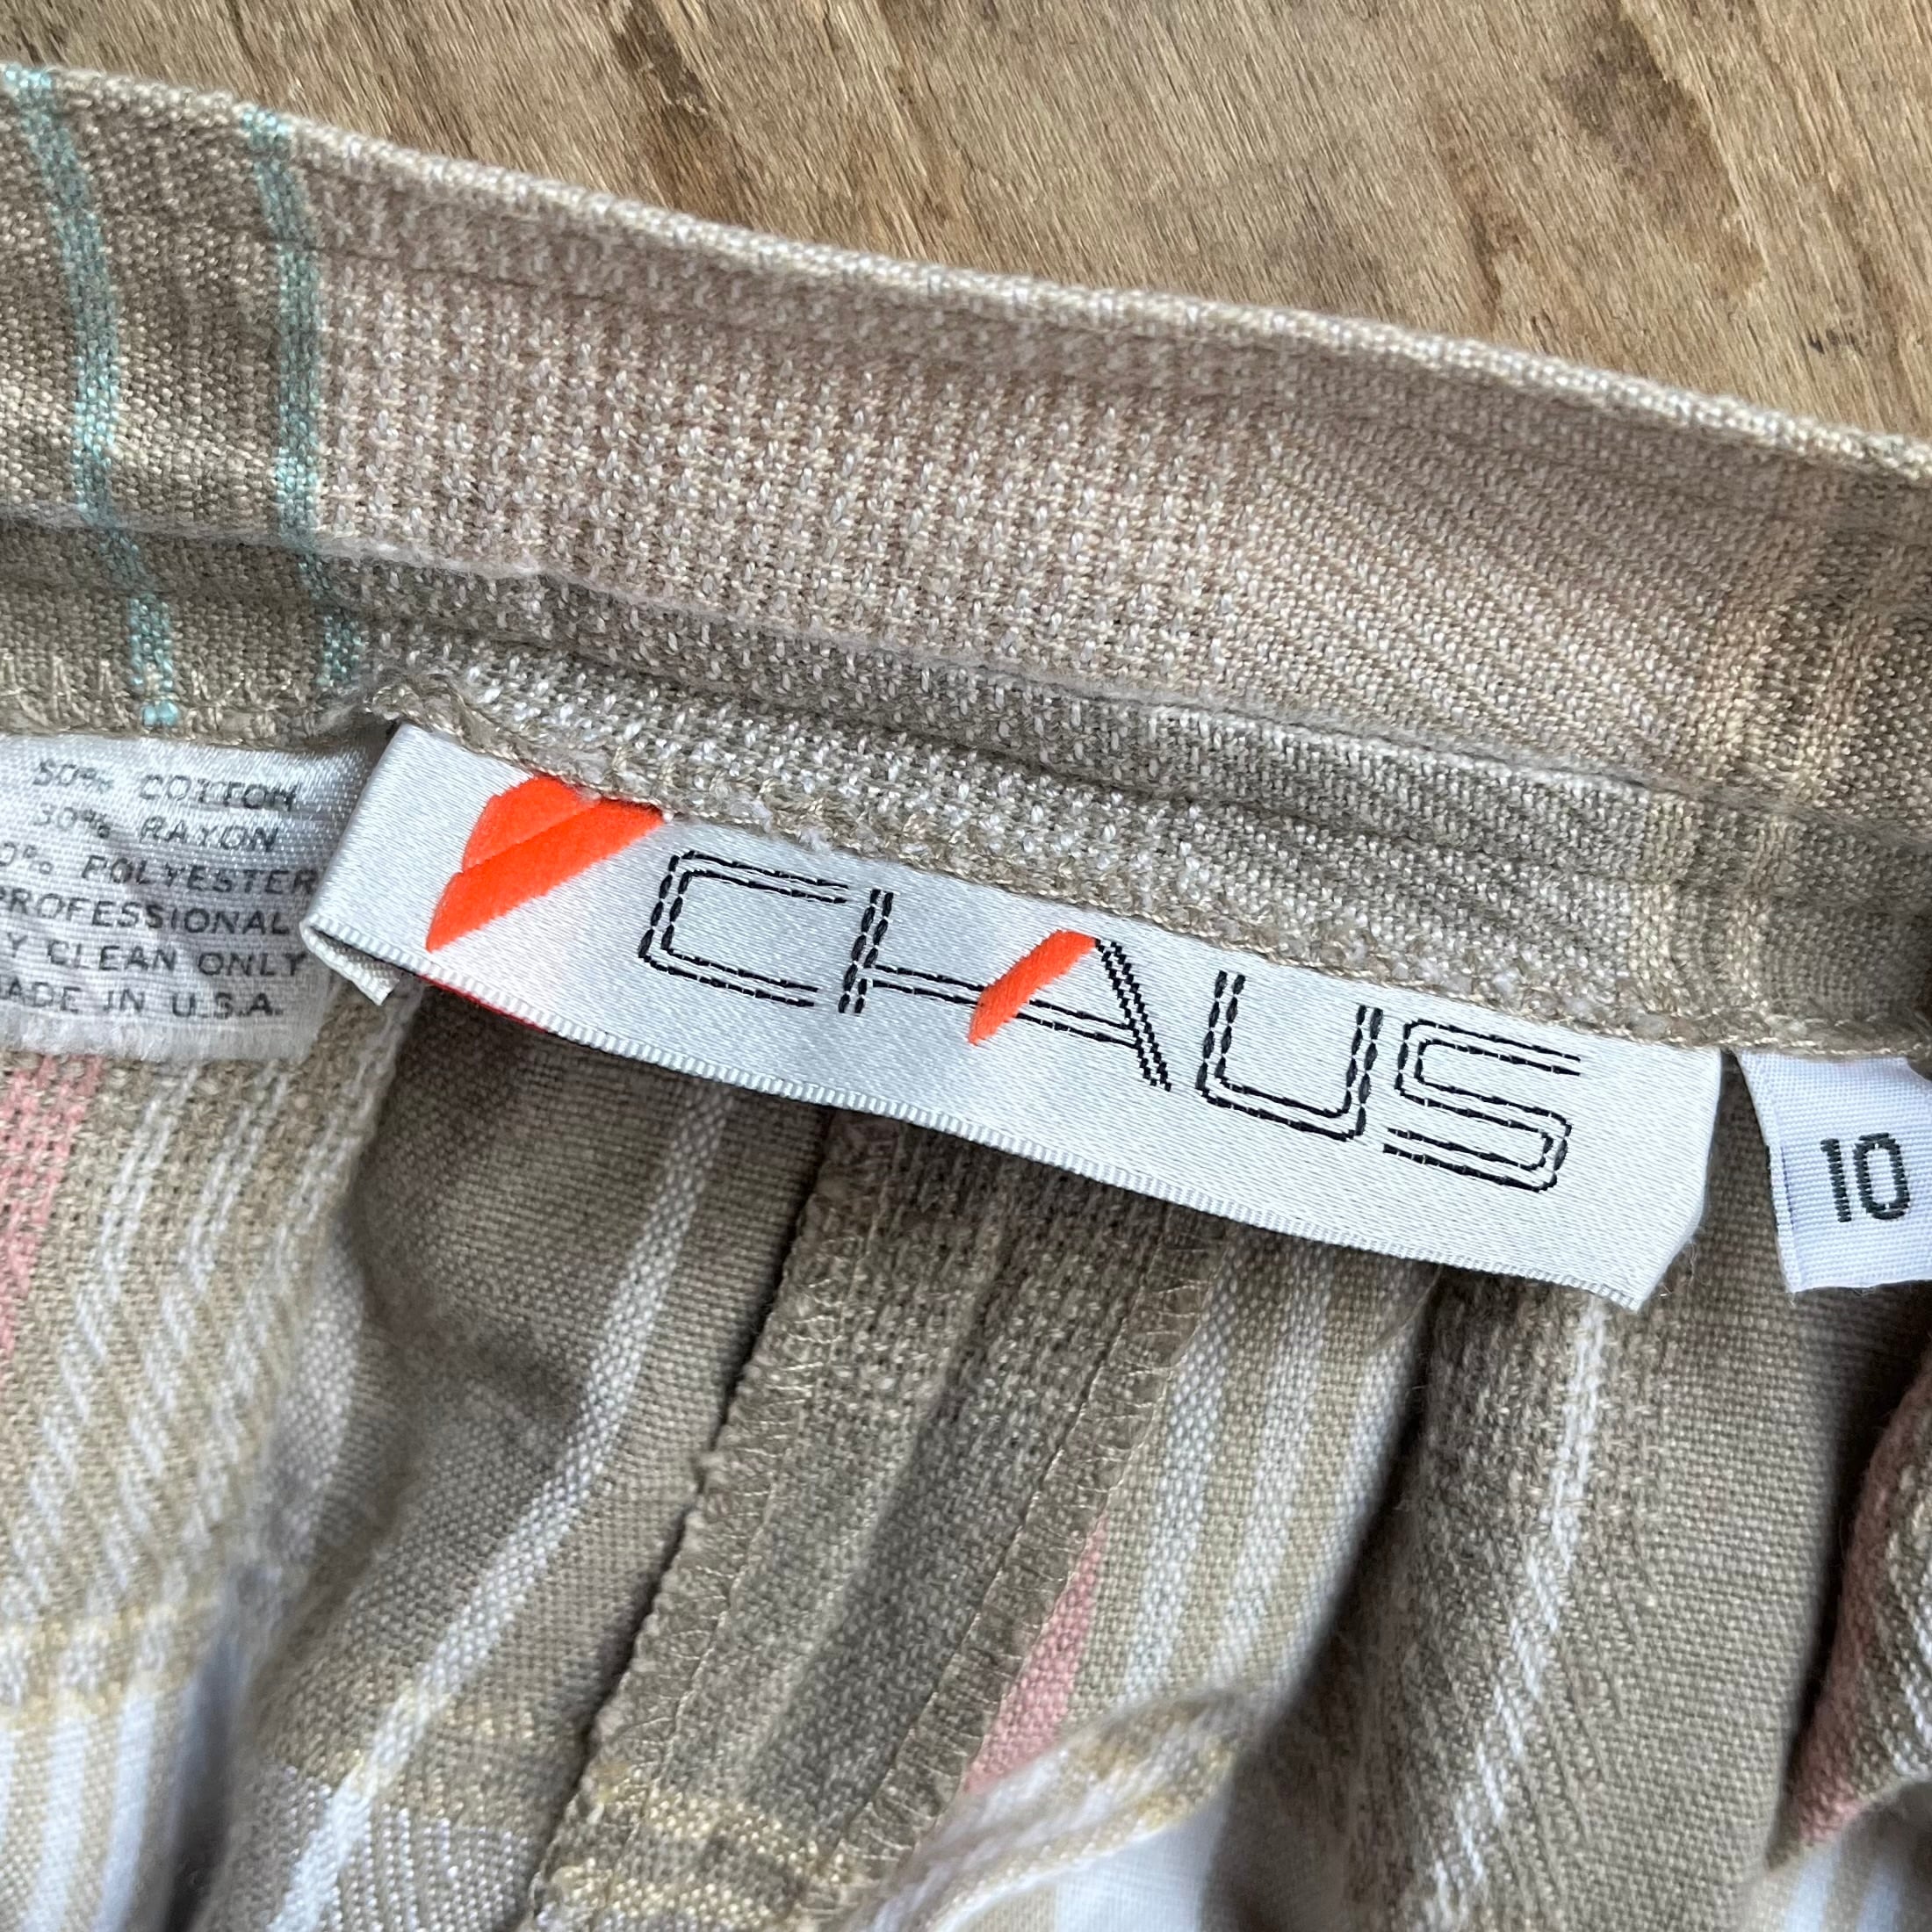 50% COTTON
30% RAYON
0% POLYESTER
PROFESSIONAL
Y CLEAN ONLY
ADE IN U.S.A.
CHAUS
10